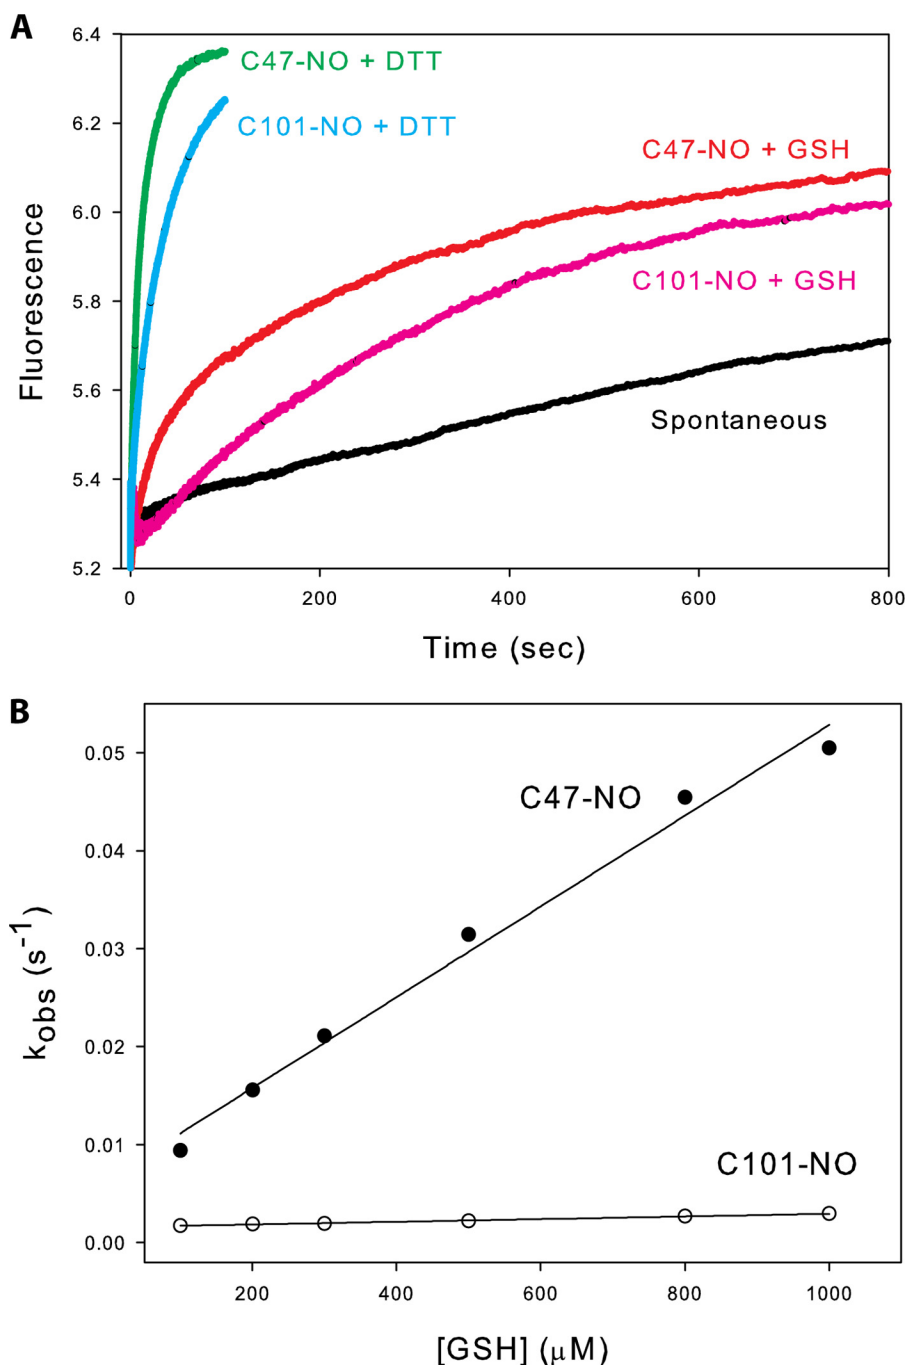 A
6.4
C47-NO + DTT
6.2
C101-NO + DTT
C47-NO + GSH
6.0
C101-NO + GSH
5.8
Fluorescence
5.6
Spontaneous
5.4
5.2
0 200 400 600 800
Time (sec)
B
0.05
C47-NO
0.04
0.03
kobs (s-1)
0.02
0.01
C101-NO
0.00
200 400 600 800 1000
[GSH] (μM)